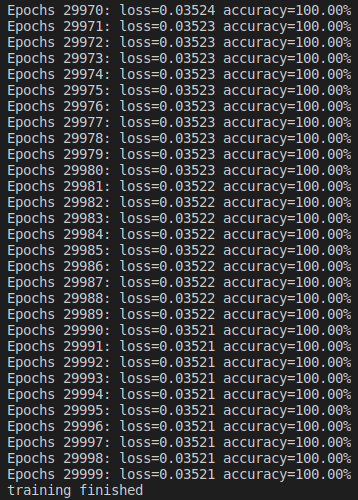 Epochs 29970: loss=0.03524 accuracy=100.00%
Epochs 29971: loss=0.03523 accuracy=100.00%
Epochs 29972: loss=0.03523 accuracy=100.00%
Epochs 29973: loss=0.03523 accuracy=100.00%
Epochs 29974: loss=0.03523 accuracy=100.00%
Epochs 29975: loss=0.03523 accuracy=100.00%
Epochs 29976: loss=0.03523 accuracy=100.00%
Epochs 29977: loss=0.03523 accuracy=100.00%
Epochs 29978: loss=0.03523 accuracy=100.00%
Epochs 29979: loss=0.03523 accuracy=100.00%
Epochs 29980: loss=0.03523 accuracy=100.00%
Epochs 29981: loss=0.03522 accuracy=100.00%
Epochs 29982: loss=0.03522 accuracy=100.00%
Epochs 29983: loss=0.03522 accuracy=100.00%
Epochs 29984: loss=0.03522 accuracy=100.00%
Epochs 29985: loss=0.03522 accuracy=100.00%
Epochs 29986: loss=0.03522 accuracy=100.00%
Epochs 29987: loss=0.03522 accuracy=100.00%
Epochs 29988: loss=0.03522 accuracy=100.00%
Epochs 29989: loss=0.03522 accuracy=100.00%
Epochs 29990: loss=0.03521 accuracy=100.00%
Epochs 29991: loss=0.03521 accuracy=100.00%
Epochs 29992: loss=0.03521 accuracy=100.00%
Epochs 29993: loss=0.03521 accuracy=100.00%
Epochs 29994: loss=0.03521 accuracy=100.00%
Epochs 29995: loss=0.03521 accuracy=100.00%
Epochs 29996: loss=0.03521 accuracy=100.00%
Epochs 29997: loss=0.03521 accuracy=100.00%
Epochs 29998: loss=0.03521 accuracy=100.00%
Epochs 29999: loss=0.03521 accuracy=100.00%
training finished